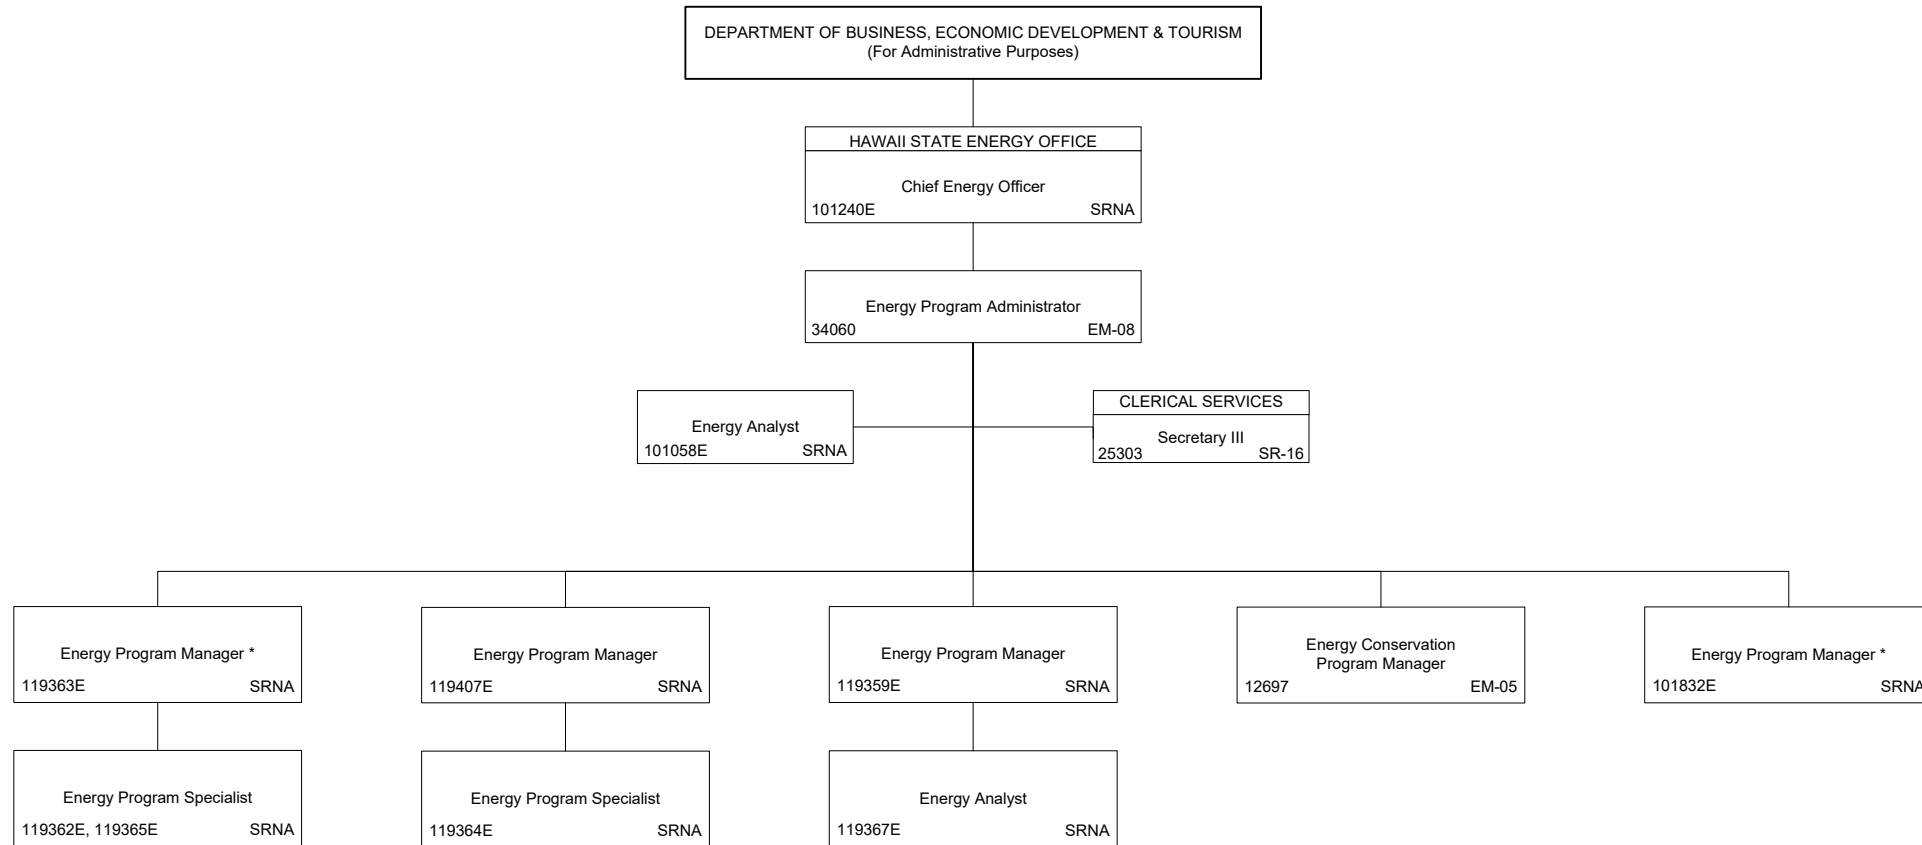 DEPARTMENT OF BUSINESS, ECONOMIC DEVELOPMENT & TOURISM
(For Administrative Purposes)
HAWAII STATE ENERGY OFFICE
Chief Energy Officer
101240E SRNA
Energy Program Administrator
34060 EM-08
Energy Analyst
101058E SRNA
CLERICAL SERVICES
Secretary III
25303 SR-16
Energy Program Manager *
119363E SRNA
Energy Program Manager
119407E SRNA
Energy Program Manager
119359E SRNA
Energy Conservation
Program Manager
12697 EM-05
Energy Program Manager *
101832E SRNA
Energy Program Specialist
119362E, 119365E SRNA
Energy Program Specialist
119364E SRNA
Energy Analyst
119367E SRNA